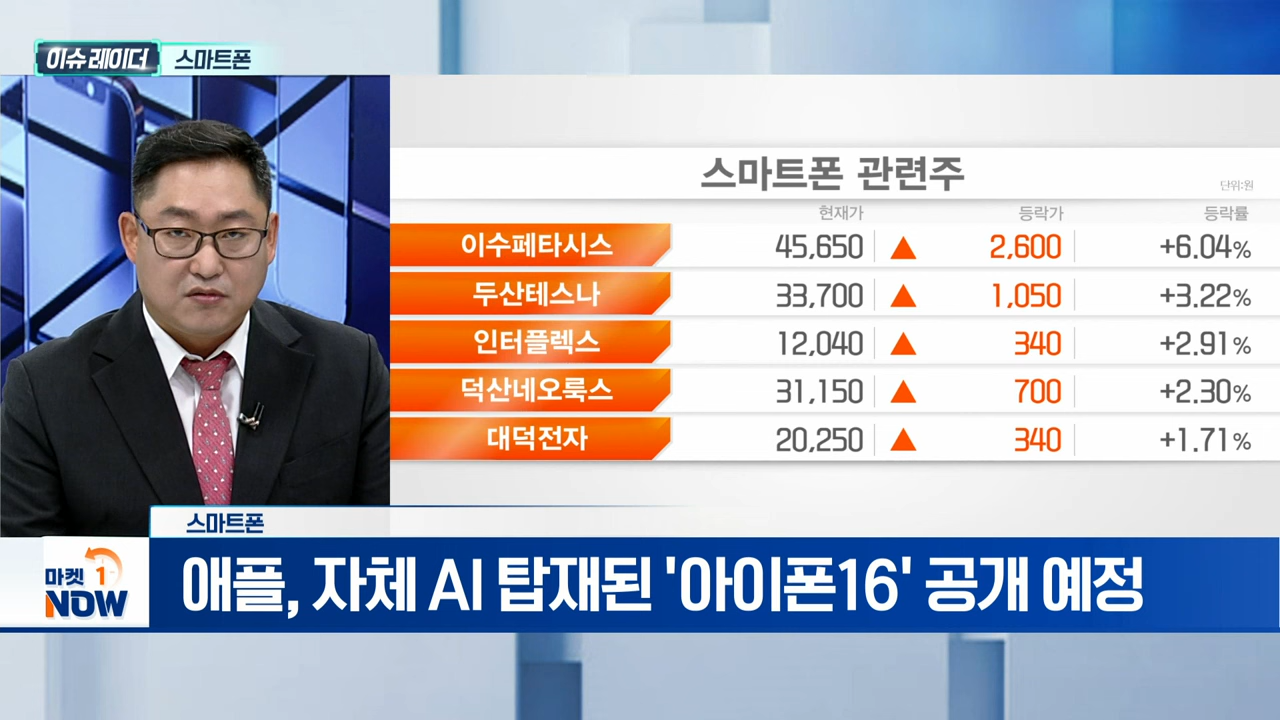 이슈레이더 스마트폰
스마트폰 관련주
단위:원
현재가 등락가 등락률
이수페타시스 45,650 ▲ 2,600 +6.04%
두산테스나 33,700 ▲ 1,050 +3.22%
인터플렉스 12,040 ▲ 340 +2.91%
덕산네오룩스 31,150 ▲ 700 +2.30%
대덕전자 20,250 ▲ 340 +1.71%
스마트폰
마켓 1
NOW
애플, 자체 AI 탑재된 '아이폰16' 공개 예정